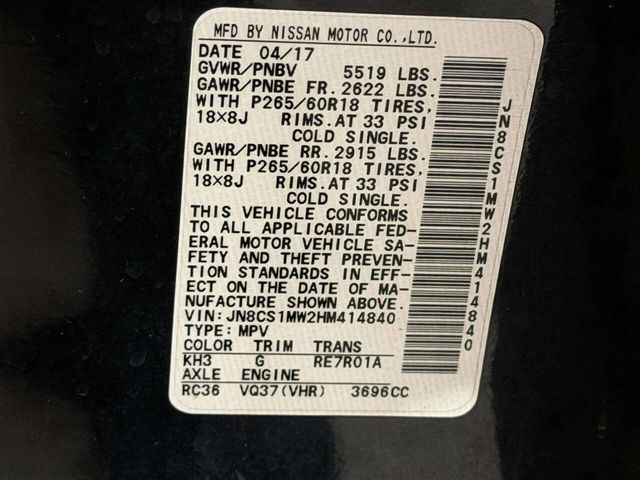 MFD BY NISSAN MOTOR CO.,LTD.
DATE 04/17
GVWR/PNBV 5519 LBS.
GAWR/PNBE FR. 2622 LBS.
WITH P265/60R18 TIRES,
18×8J RIMS. AT 33 PSI
COLD SINGLE.
GAWR/PNBE RR. 2915 LBS.
WITH P265/60R18 TIRES,
18×8J RIMS. AT 33 PSI
COLD SINGLE.
THIS VEHICLE CONFORMS
TO ALL APPLICABLE FED-
ERAL MOTOR VEHICLE SA-
FETY AND THEFT PREVEN-
TION STANDARDS IN EFF-
ECT ON THE DATE OF MA-
NUFACTURE SHOWN ABOVE.
VIN: JN8CS1MW2HM414840
TYPE: MPV
COLOR TRIM TRANS
KH3 G RE7R01A
AXLE ENGINE
RC36 VQ37(VHR) 3696CC
JN8CS1MW2HM414840